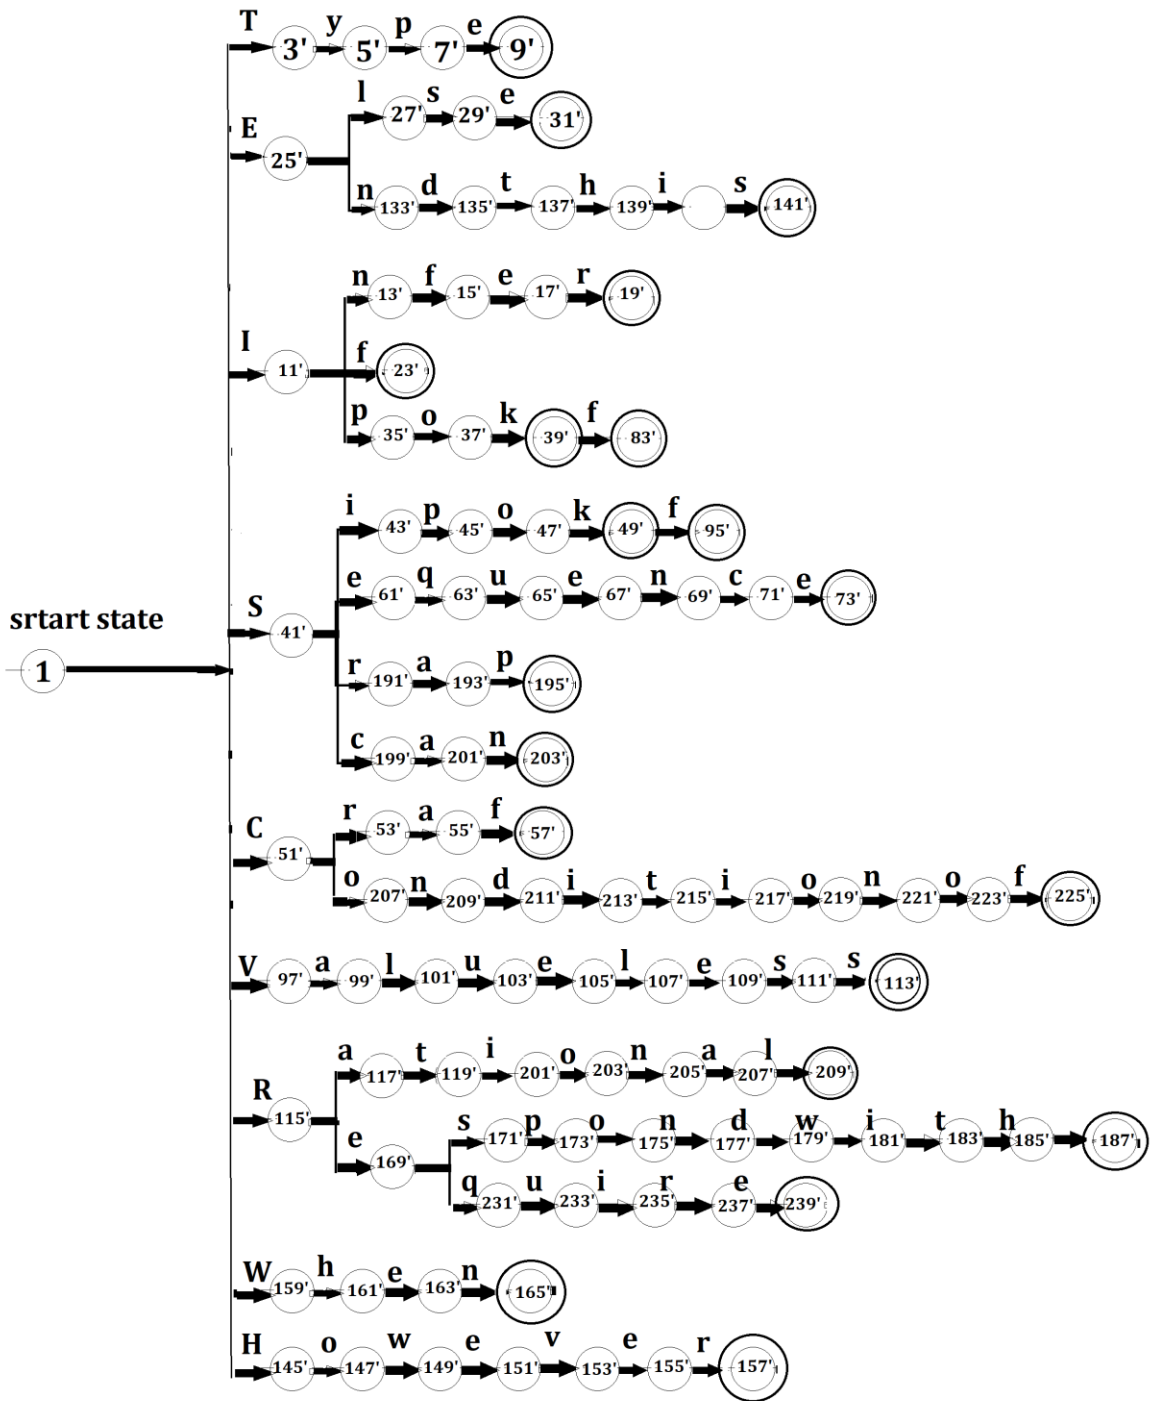 T y p e
3' 5' 7' 9'
l s e
27' 29' 31'
E
25'
n d t h i s
133' 135' 137' 139' 141'
n f e r
13' 15' 17' 19'
I f
11' 23'
p o k f
35' 37' 39' 83'
i p o k f
43' 45' 47' 49' 95'
e q u e n c e
61' 63' 65' 67' 69' 71' 73'
S
41'
srtart state
1
r a p
191' 193' 195'
c a n
199' 201' 203'
r a f
53' 55' 57'
C
51'
o n d i t i o n o f
207' 209' 211' 213' 215' 217' 219' 221' 223' 225'
V a l u e l e s s
97' 99' 101' 103' 105' 107' 109' 111' 113'
a t i o n a l
117' 119' 201' 203' 205' 207' 209'
R
115'
s p o n d w i t h
171' 173' 175' 177' 179' 181' 183' 185' 187'
e
169'
q u i r e
231' 233' 235' 237' 239'
W h e n
159' 161' 163' 165'
H o w e v e r
145' 147' 149' 151' 153' 155' 157'